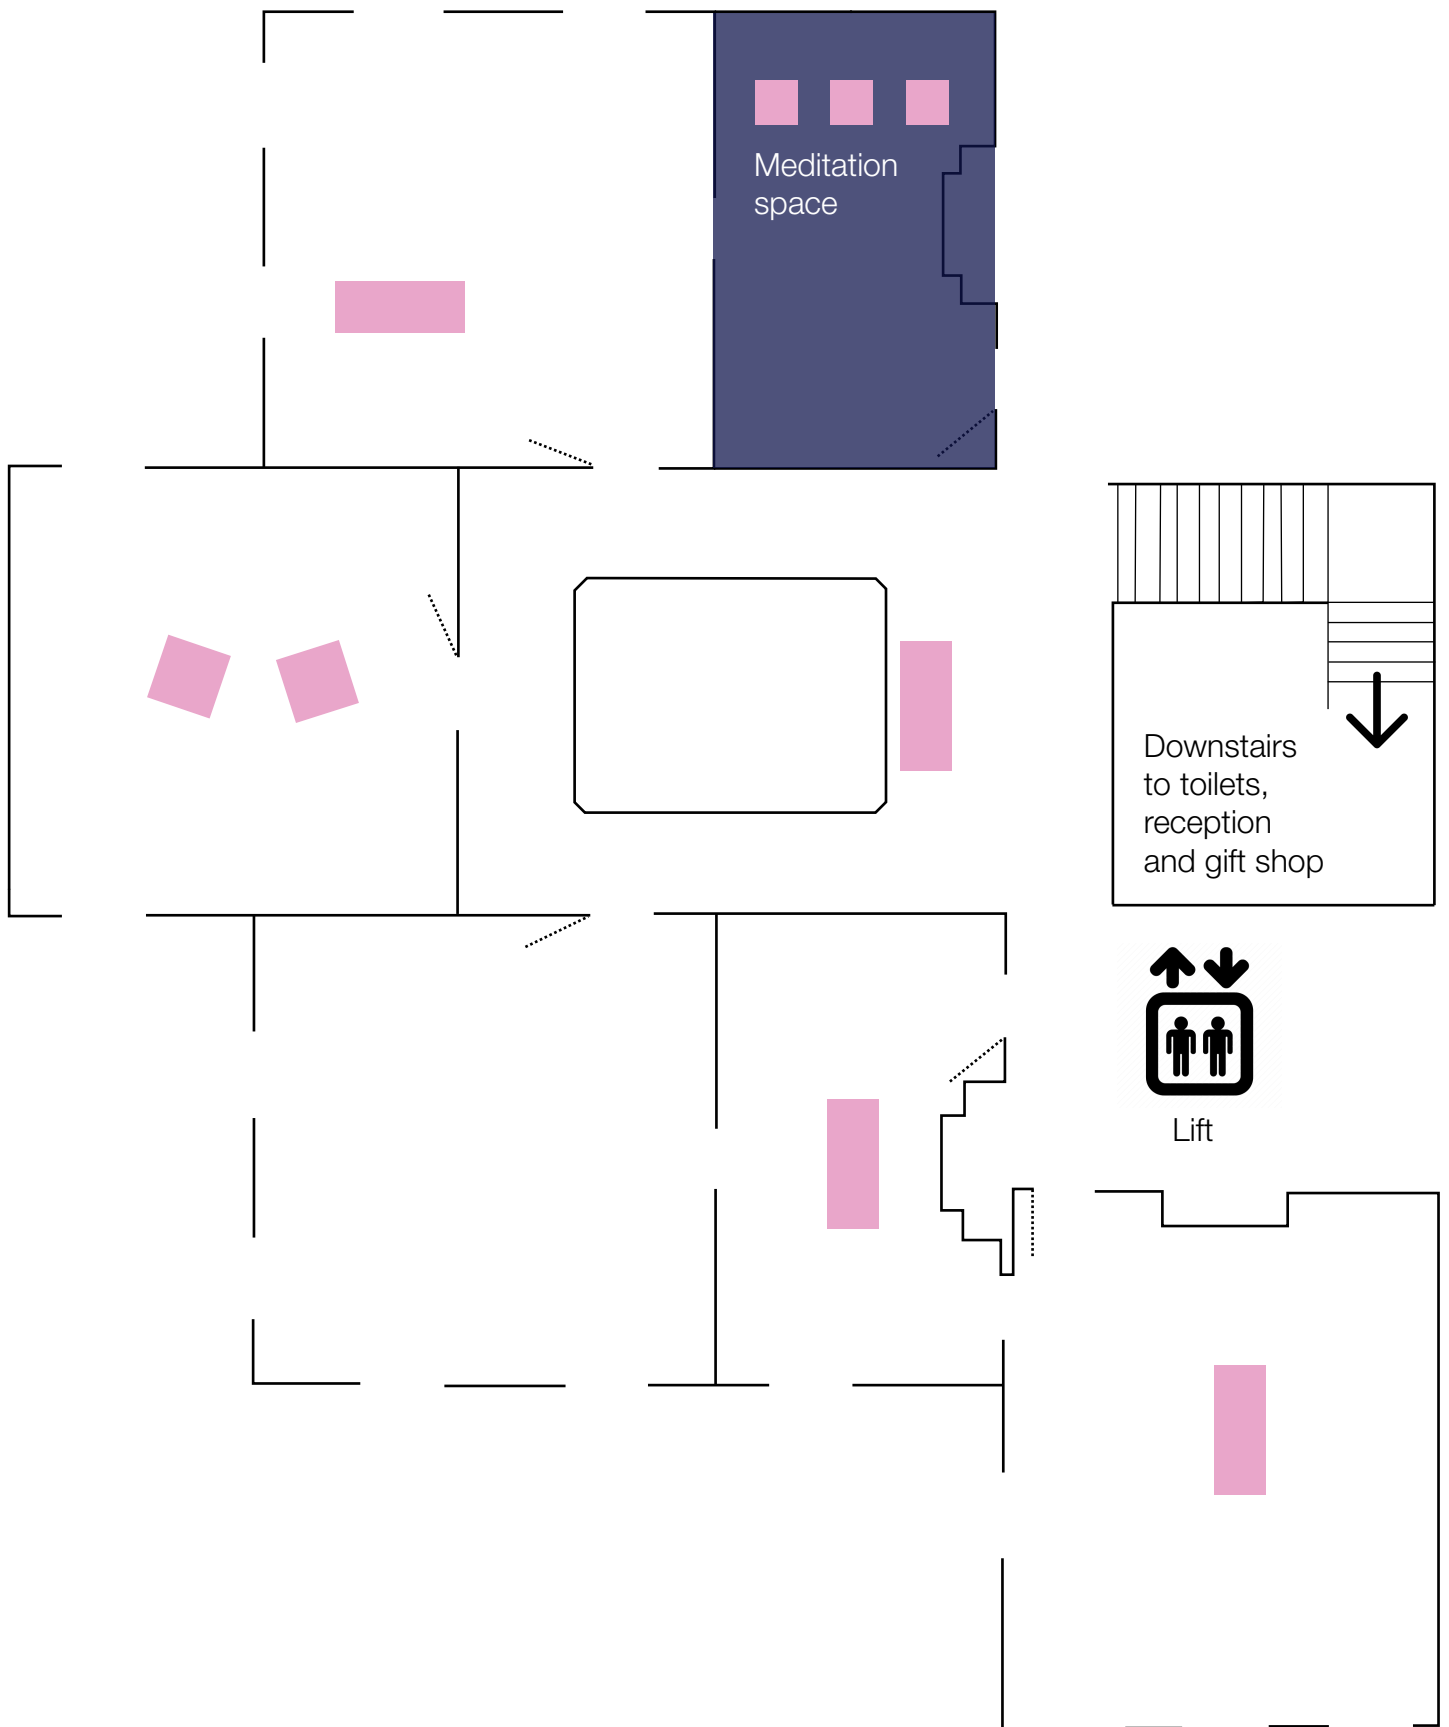 Meditation
space
Downstairs
to toilets,
reception
and gift shop
Lift